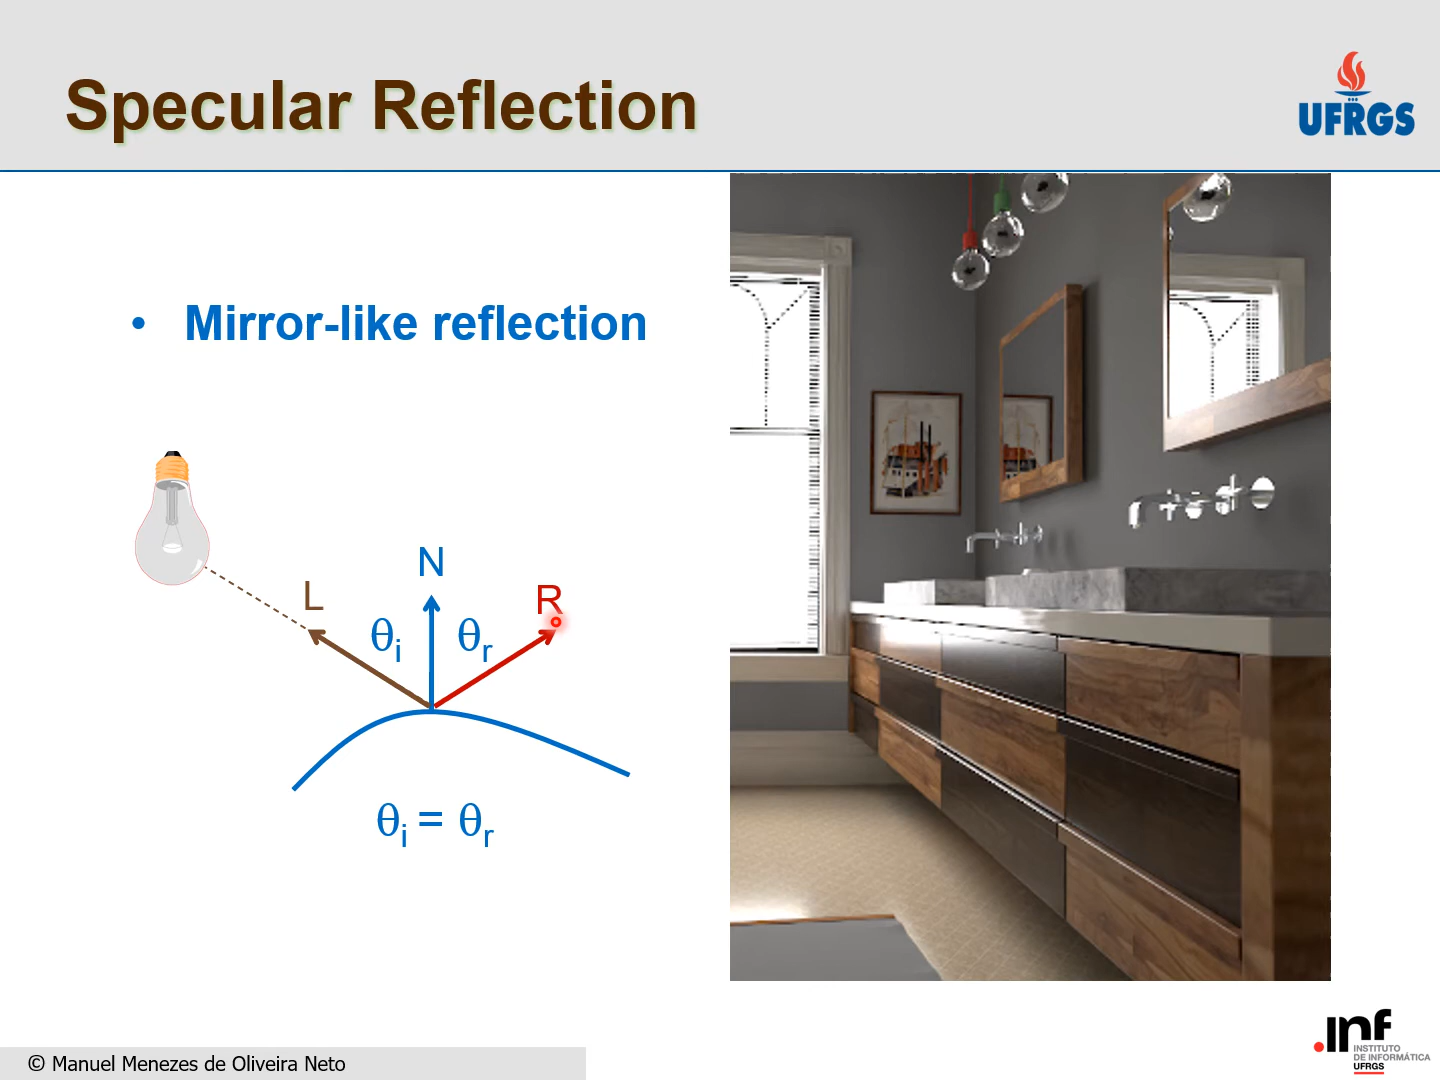 Specular Reflection
UFRGS
• Mirror-like reflection
N
L
R
θi
θr
θi = θr
.inf
INSTITUTO
DE INFORMÁTICA
UFRGS
© Manuel Menezes de Oliveira Neto